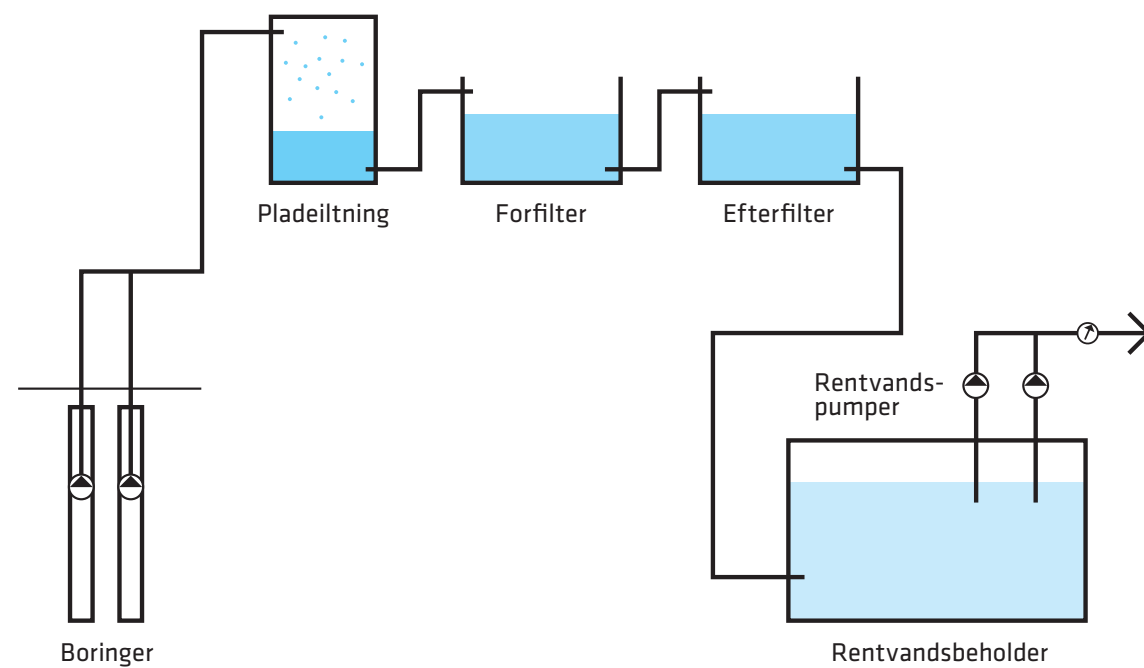 Pladeiltning
Forfilter
Efterfilter
Rentvands-
pumper
Boringer
Rentvandsbeholder